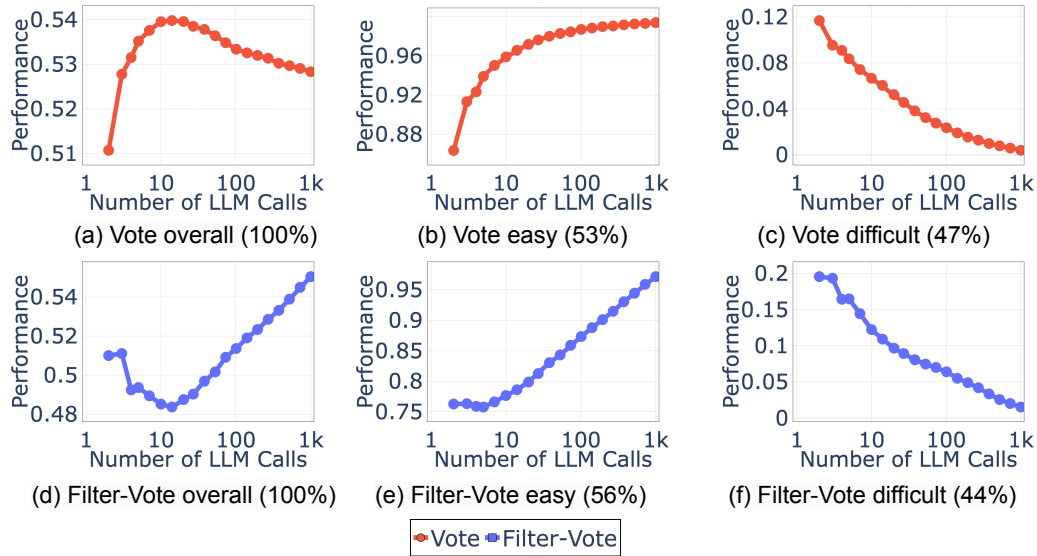 Performance
0.54
0.53
0.52
0.51
1
10
100
1k
Number of LLM Calls
(a) Vote overall (100%)
Performance
0.96
0.92
0.88
1
10
100
1k
Number of LLM Calls
(b) Vote easy (53%)
Performance
0.12
0.08
0.04
0
1
10
100
1k
Number of LLM Calls
(c) Vote difficult (47%)
Performance
0.54
0.52
0.5
0.48
1
10
100
1k
Number of LLM Calls
(d) Filter-Vote overall (100%)
Performance
0.95
0.9
0.85
0.8
0.75
1
10
100
1k
Number of LLM Calls
(e) Filter-Vote easy (56%)
Performance
0.2
0.15
0.1
0.05
0
1
10
100
1k
Number of LLM Calls
(f) Filter-Vote difficult (44%)
Vote
Filter-Vote